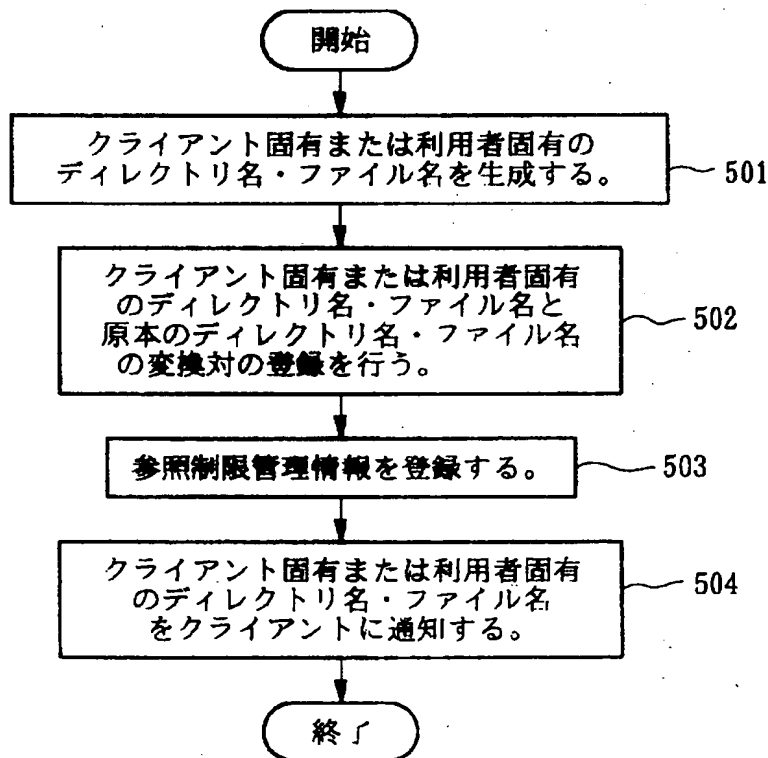 開始
クライアント固有または利用者固有の
ディレクトリ名・ファイル名を生成する。
501
クライアント固有または利用者固有
のディレクトリ名・ファイル名と
原本のディレクトリ名・ファイル名
の変換対の登録を行う。
502
参照制限管理情報を登録する。
503
クライアント固有または利用者固有
のディレクトリ名・ファイル名
をクライアントに通知する。
504
終了